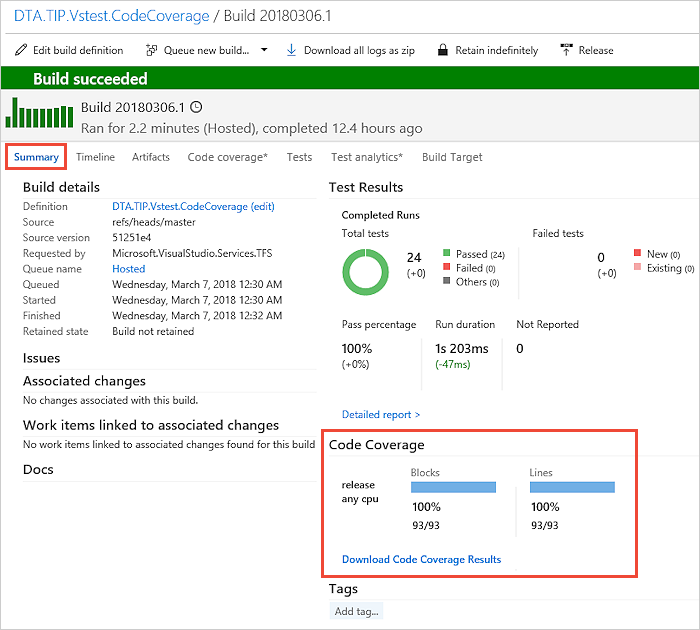 DTA.TIP.Vstest.CodeCoverage / Build 20180306.1
Edit build definition Queue new build... Download all logs as zip Retain indefinitely Release
Build succeeded
Build 20180306.1
Ran for 2.2 minutes (Hosted), completed 12.4 hours ago
Summary Timeline Artifacts Code coverage* Tests Test analytics* Build Target
Build details
Definition DTA.TIP.Vstest.CodeCoverage (edit)
Source refs/heads/master
Source version 51251e4
Requested by Microsoft.VisualStudio.Services.TFS
Queue name Hosted
Queued Wednesday, March 7, 2018 12:30 AM
Started Wednesday, March 7, 2018 12:30 AM
Finished Wednesday, March 7, 2018 12:32 AM
Retained state Build not retained
Issues
Associated changes
No changes associated with this build.
Work items linked to associated changes
No work items linked to associated changes found for this build
Docs
Test Results
Completed Runs
Total tests Failed tests
24 Passed (24) 0 New (0)
(+0) Failed (0) (+0) Existing (0)
Others (0)
Pass percentage Run duration Not Reported
100% 1s 203ms 0
(+0%) (-47ms)
Detailed report >
Code Coverage
Blocks Lines
release
any cpu
100% 100%
93/93 93/93
Download Code Coverage Results
Tags
Add tag...